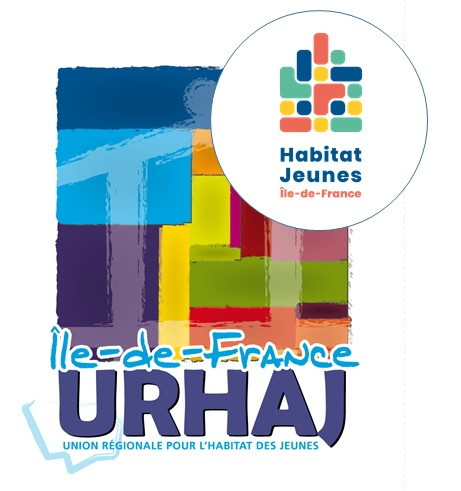 Habitat
Jeunes
Île-de-France
Île-de-France
URHAJ
UNION RÉGIONALE POUR L'HABITAT DES JEUNES